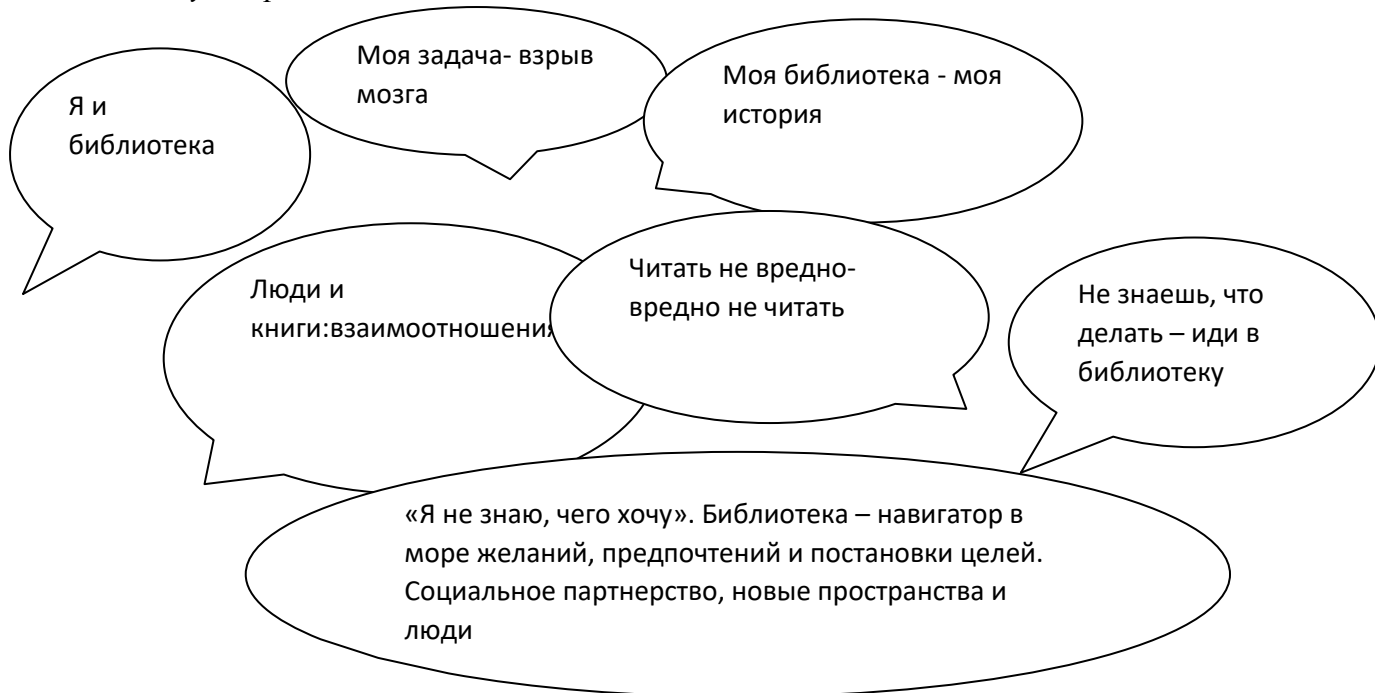 Моя задача- взрыв
мозга
Моя библиотека - моя
история
Я и
библиотека
Люди и
книги:взаимоотношения
Читать не вредно-
вредно не читать
Не знаешь, что
делать – иди в
библиотеку
«Я не знаю, чего хочу». Библиотека – навигатор в
море желаний, предпочтений и постановки целей.
Социальное партнерство, новые пространства и
люди